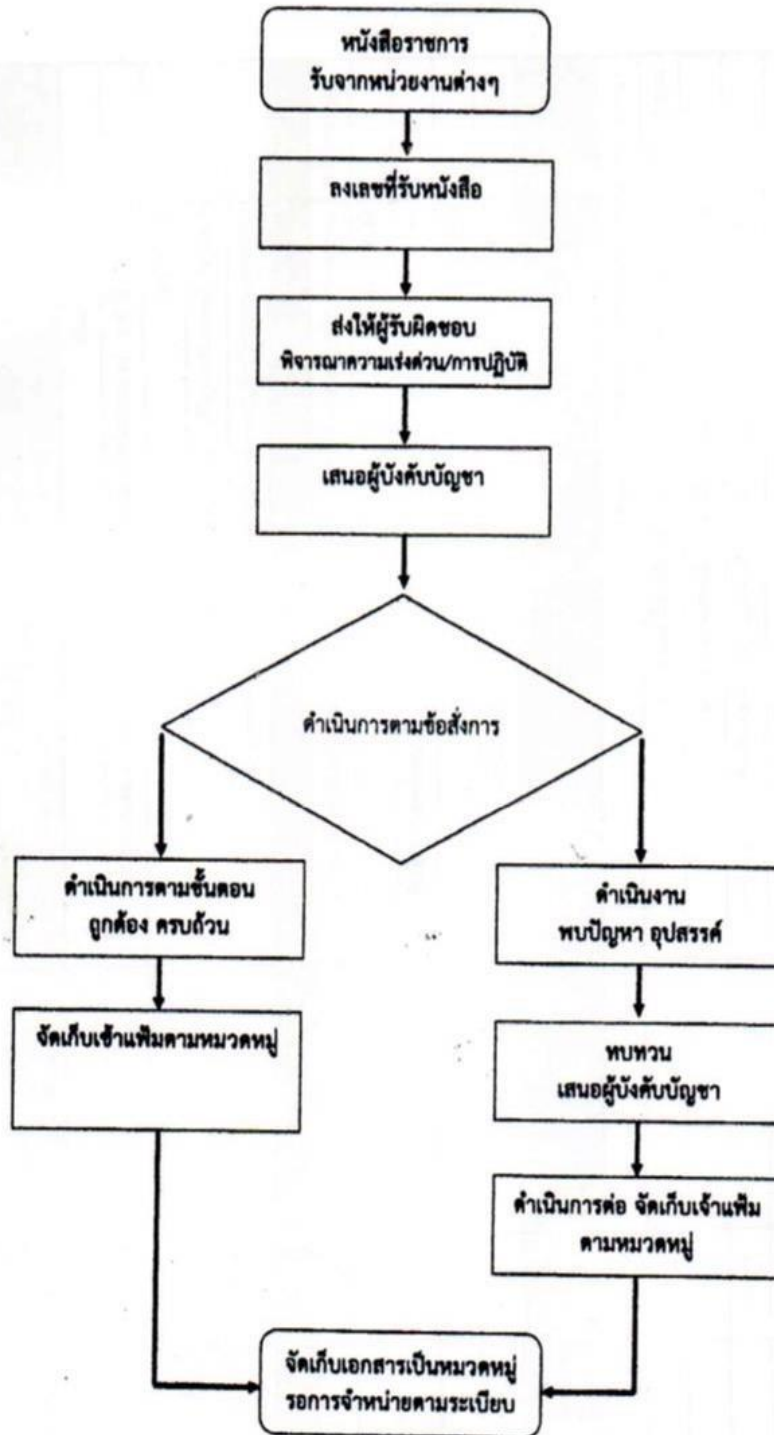 หนังสือราชการ
รับจากหน่วยงานต่างๆ
ลงเลขที่รับหนังสือ
ส่งให้ผู้รับผิดชอบ
พิจารณาความเร่งด่วน/การปฏิบัติ
เสนอผู้บังคับบัญชา
ดำเนินการตามข้อสั่งการ
ดำเนินการตามขั้นตอน
ถูกต้อง ครบถ้วน
จัดเก็บเข้าแฟ้มตามหมวดหมู่
ดำเนินงาน
พบปัญหา อุปสรรค์
ทบทวน
เสนอผู้บังคับบัญชา
ดำเนินการต่อ จัดเก็บเจ้าแฟ้ม
ตามหมวดหมู่
จัดเก็บเอกสารเป็นหมวดหมู่
รอการจำหน่ายตามระเบียบ